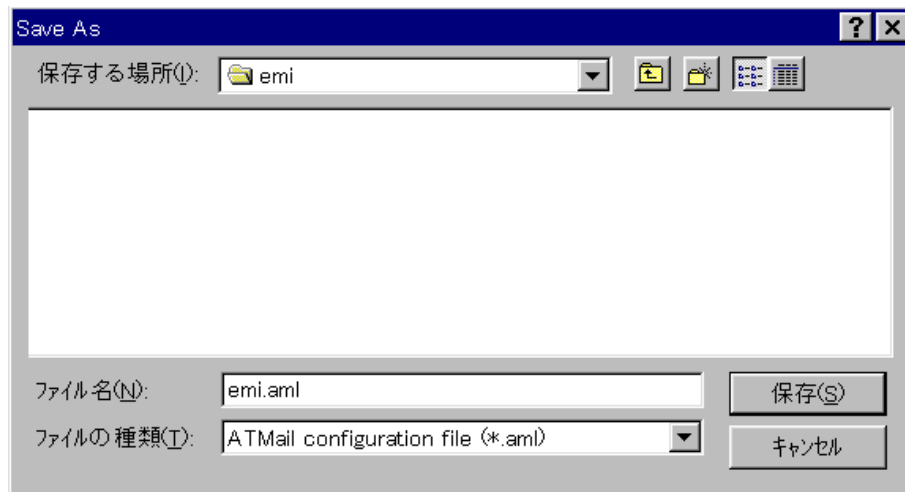 Save As
保存する場所(I): emi
ファイル名(N): emi.aml 保存(S)
ファイルの種類(T): ATMail configuration file (*.aml) キャンセル